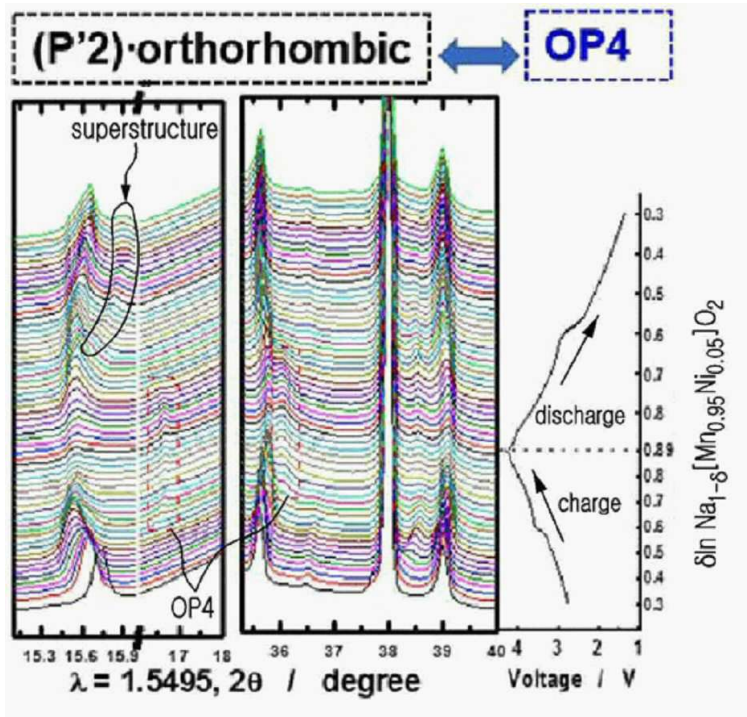 (P'2)·orthorhombic OP4
superstructure
OP4
discharge
charge
0.3
0.4
0.5
0.6
0.7
0.8
0.89
0.8
0.7
0.6
0.5
0.4
0.3
δIn Na1-δ[Mn0.95Ni0.05]O2
15.3 15.6 15.9 17 18 36 37 38 39 40 4 3 2 1
λ = 1.5495, 2θ / degree Voltage / V